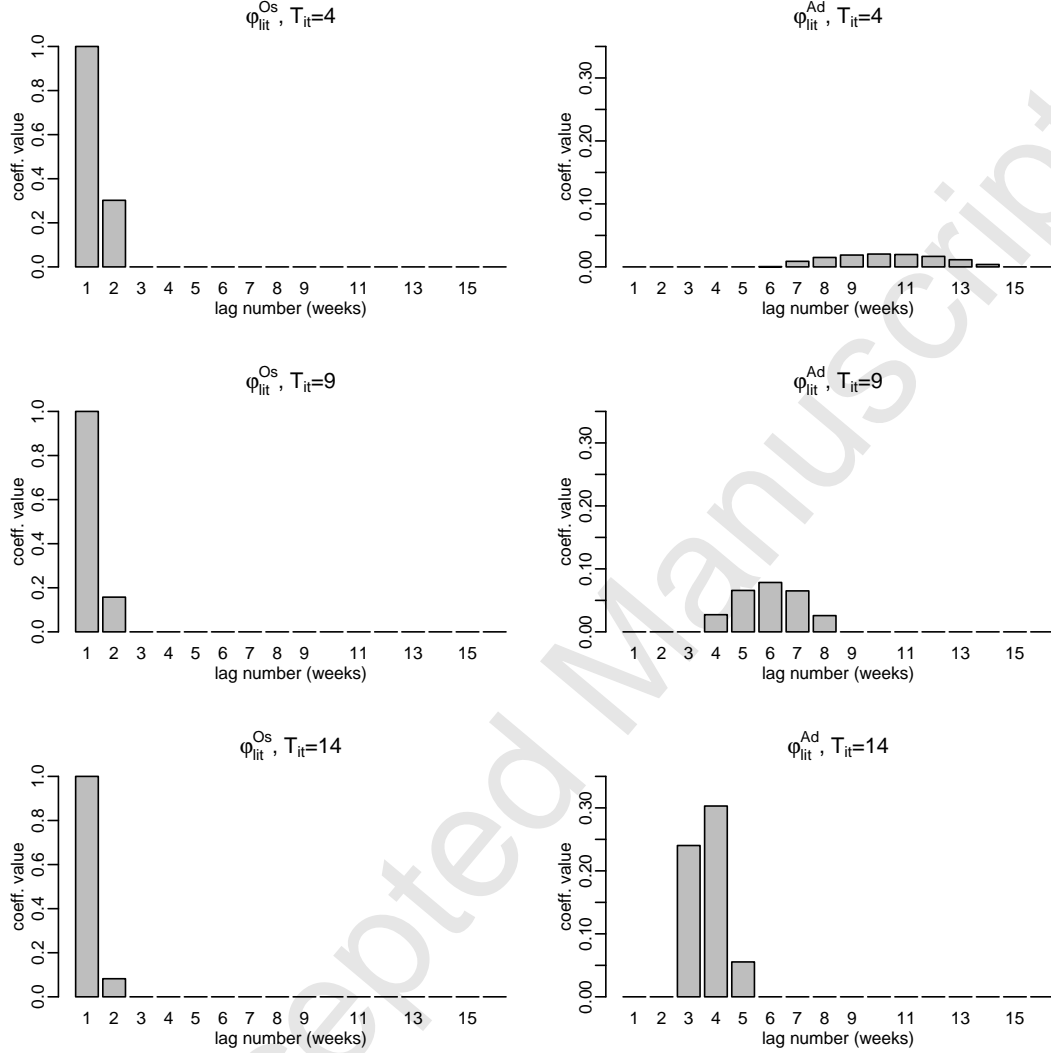 φ_lit^Os, T_it=4
coeff. value
0.0 0.2 0.4 0.6 0.8 1.0
1 2 3 4 5 6 7 8 9 11 13 15
lag number (weeks)
φ_lit^Ad, T_it=4
coeff. value
0.00 0.10 0.20 0.30
1 2 3 4 5 6 7 8 9 11 13 15
lag number (weeks)
φ_lit^Os, T_it=9
coeff. value
0.0 0.2 0.4 0.6 0.8 1.0
1 2 3 4 5 6 7 8 9 11 13 15
lag number (weeks)
φ_lit^Ad, T_it=9
coeff. value
0.00 0.10 0.20 0.30
1 2 3 4 5 6 7 8 9 11 13 15
lag number (weeks)
φ_lit^Os, T_it=14
coeff. value
0.0 0.2 0.4 0.6 0.8 1.0
1 2 3 4 5 6 7 8 9 11 13 15
lag number (weeks)
φ_lit^Ad, T_it=14
coeff. value
0.00 0.10 0.20 0.30
1 2 3 4 5 6 7 8 9 11 13 15
lag number (weeks)
epted Manuscript